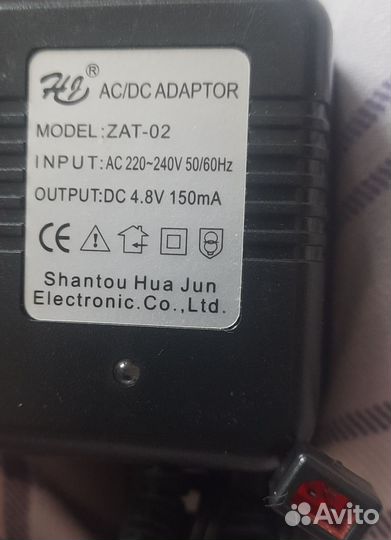 HJ® AC/DC ADAPTOR
MODEL:ZAT-02
INPUT:AC 220~240V 50/60Hz
OUTPUT:DC 4.8V 150mA
CE
Shantou Hua Jun
Electronic.Co.,Ltd.
Avito